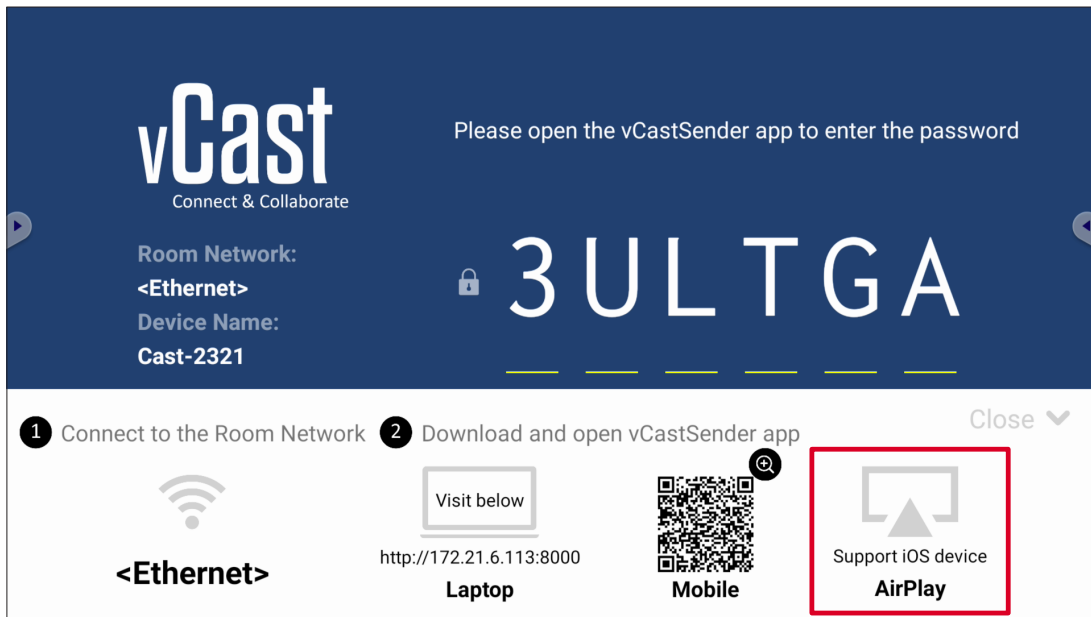 vCast
Connect & Collaborate
Please open the vCastSender app to enter the password
Room Network:
<Ethernet>
Device Name:
Cast-2321
3ULTGA
Close
1 Connect to the Room Network
2 Download and open vCastSender app
<Ethernet>
Visit below
http://172.21.6.113:8000
Laptop
Mobile
Support iOS device
AirPlay